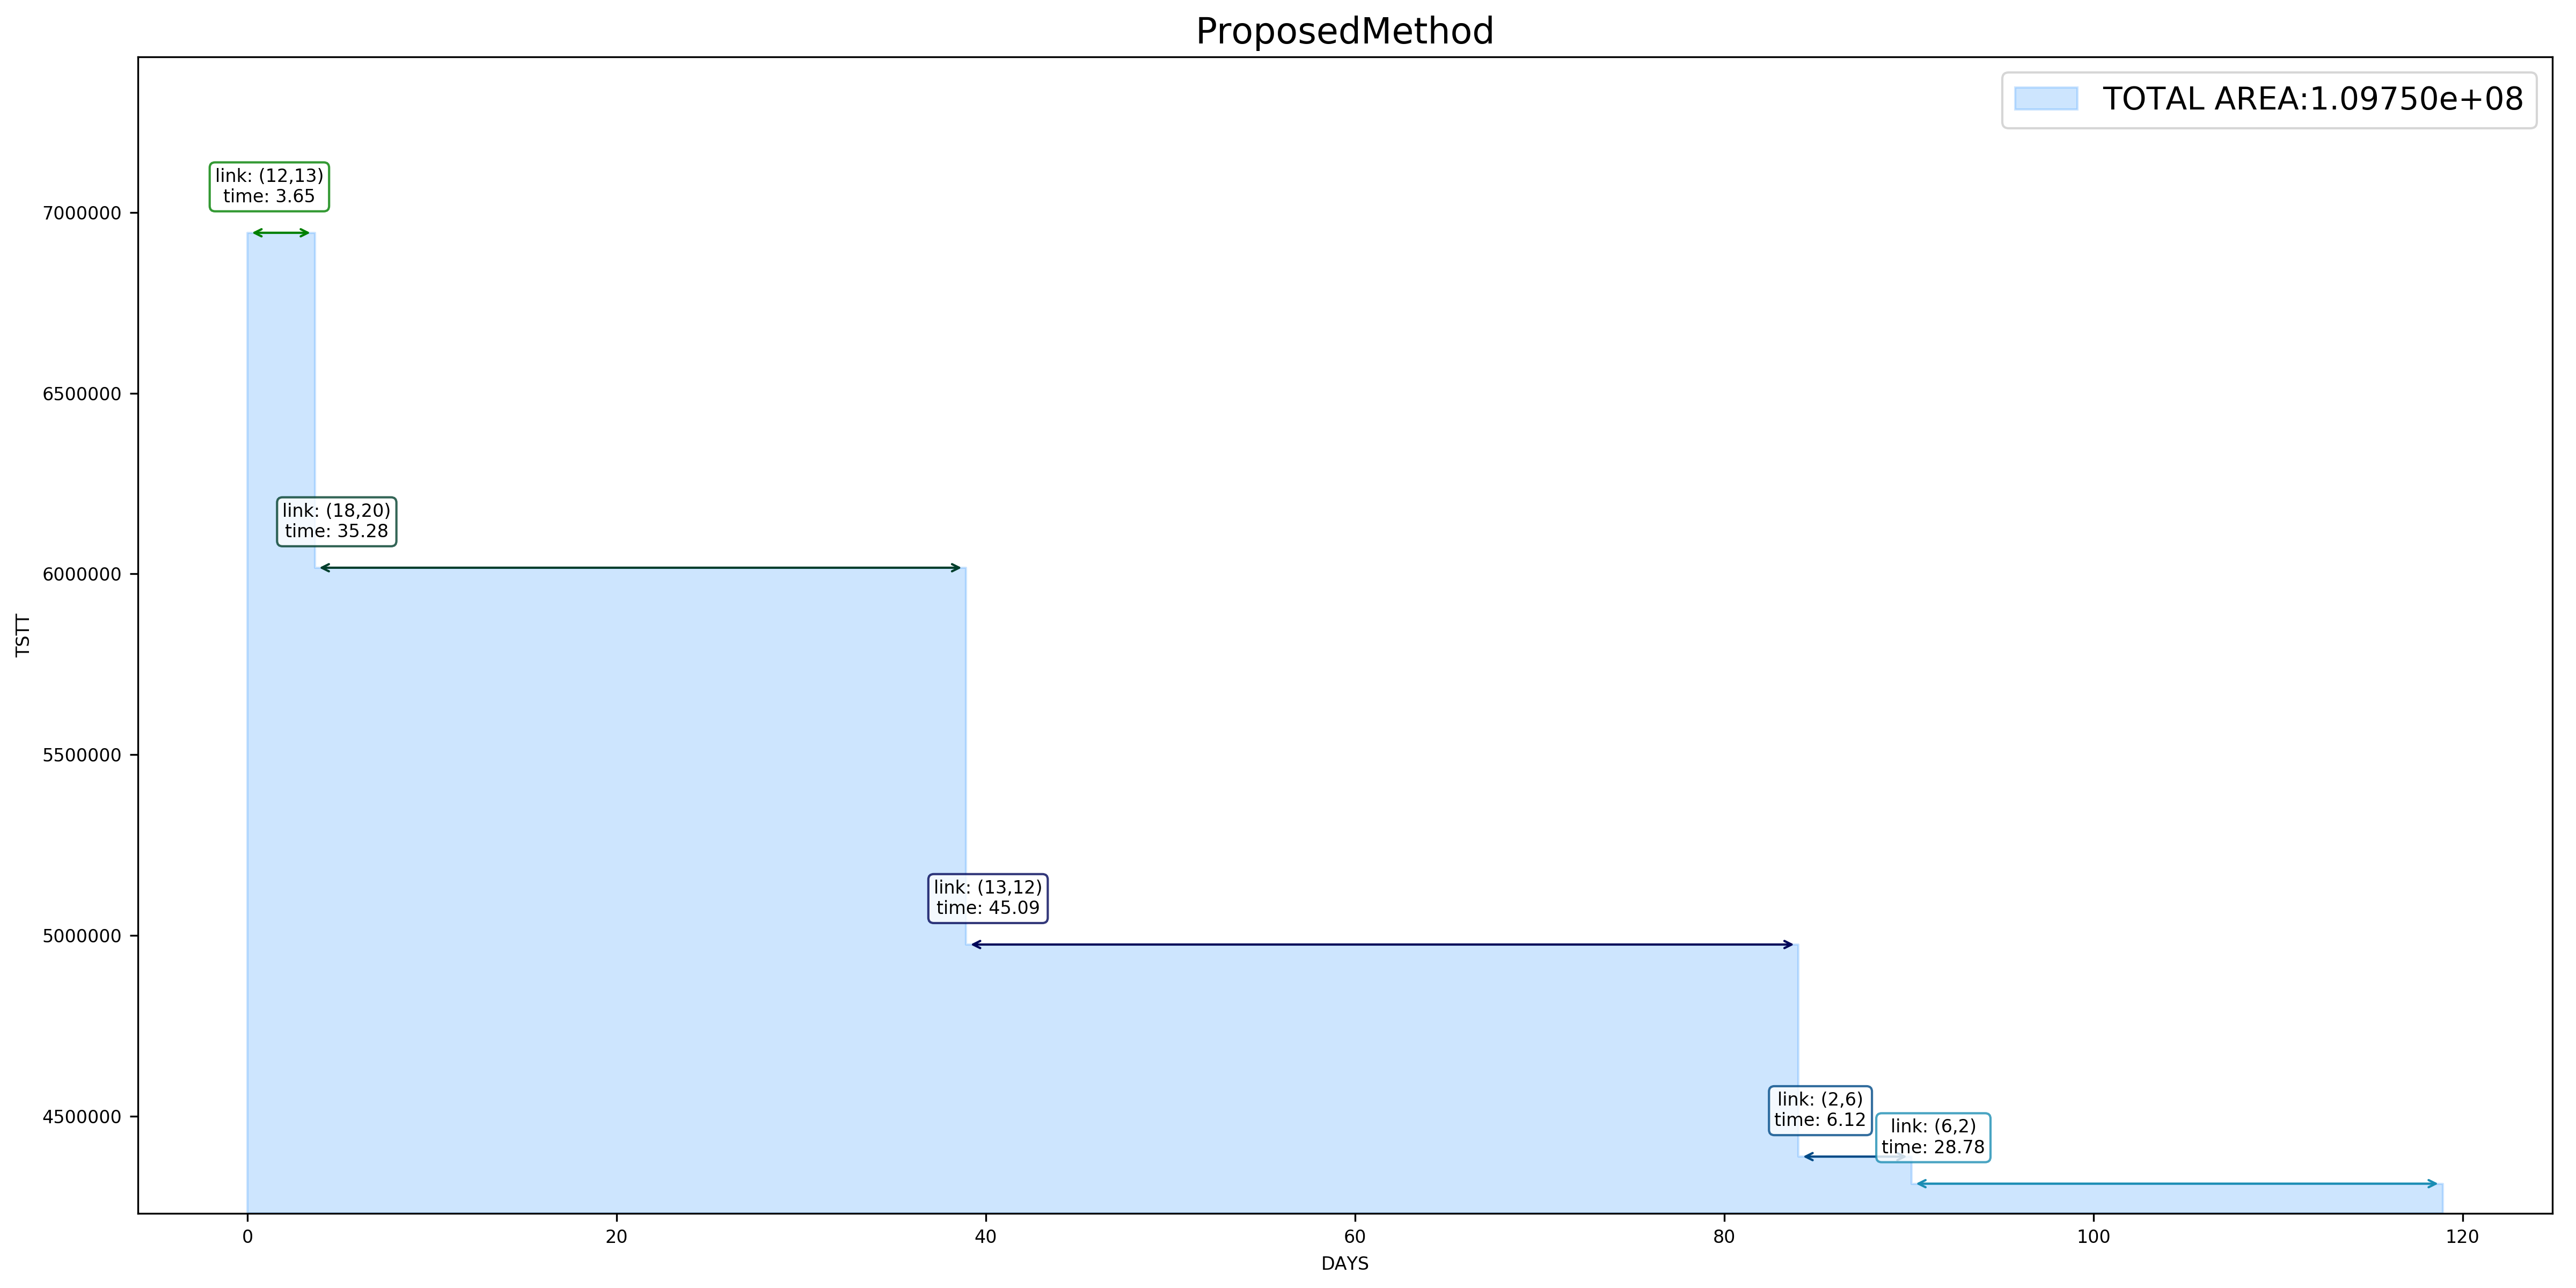 ProposedMethod
TOTAL AREA:1.09750e+08
link: (12,13)
time: 3.65
7000000
6500000
link: (18,20)
time: 35.28
6000000
TSTT
5500000
link: (13,12)
time: 45.09
5000000
link: (2,6)
time: 6.12
link: (6,2)
time: 28.78
4500000
0 20 40 60 80 100 120
DAYS